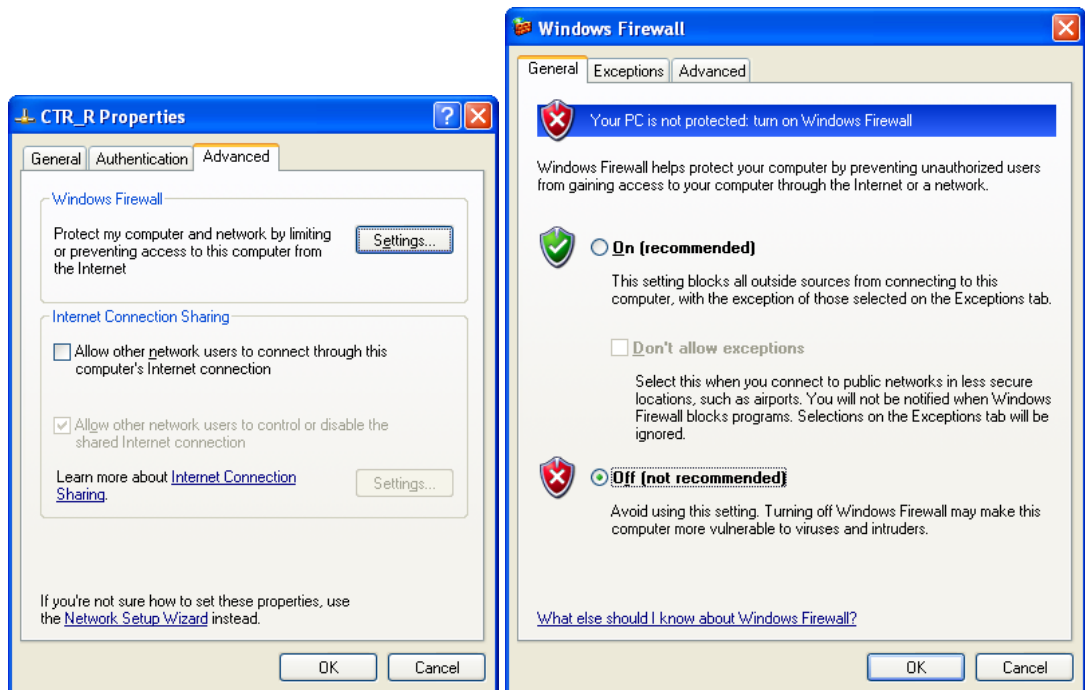 CTR_R Properties
General
Authentication
Advanced
Windows Firewall
Protect my computer and network by limiting
or preventing access to this computer from
the Internet
Settings...
Internet Connection Sharing
Allow other network users to connect through this
computer's Internet connection
Allow other network users to control or disable the
shared Internet connection
Learn more about Internet Connection
Sharing.
Settings...
If you're not sure how to set these properties, use
the Network Setup Wizard instead.
OK
Cancel
Windows Firewall
General
Exceptions
Advanced
Your PC is not protected: turn on Windows Firewall
Windows Firewall helps protect your computer by preventing unauthorized users
from gaining access to your computer through the Internet or a network.
On (recommended)
This setting blocks all outside sources from connecting to this
computer, with the exception of those selected on the Exceptions tab.
Don't allow exceptions
Select this when you connect to public networks in less secure
locations, such as airports. You will not be notified when Windows
Firewall blocks programs. Selections on the Exceptions tab will be
ignored.
Off (not recommended)
Avoid using this setting. Turning off Windows Firewall may make this
computer more vulnerable to viruses and intruders.
What else should I know about Windows Firewall?
OK
Cancel